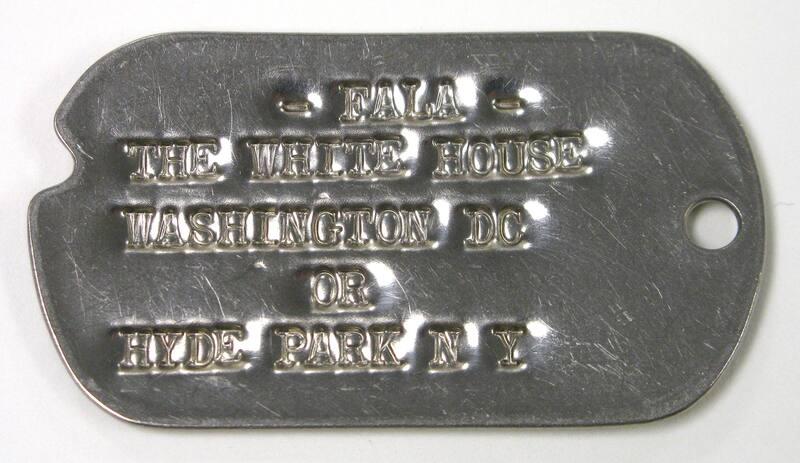 - FALA -
THE WHITE HOUSE
WASHINGTON DC
OR
HYDE PARK N Y